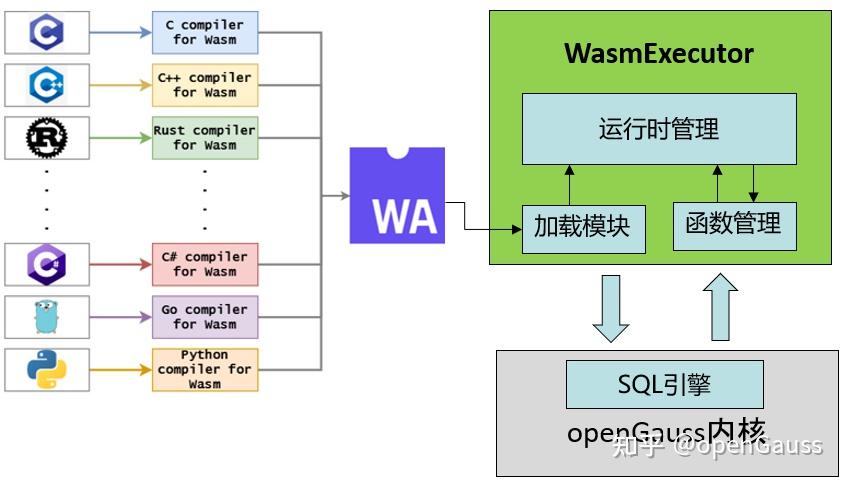 C compiler
for Wasm
C++ compiler
for Wasm
Rust compiler
for Wasm
C# compiler
for Wasm
Go compiler
for Wasm
Python
compiler for
Wasm
WA
WasmExecutor
运行时管理
加载模块
函数管理
SQL引擎
openGauss内核
知乎 @openGauss